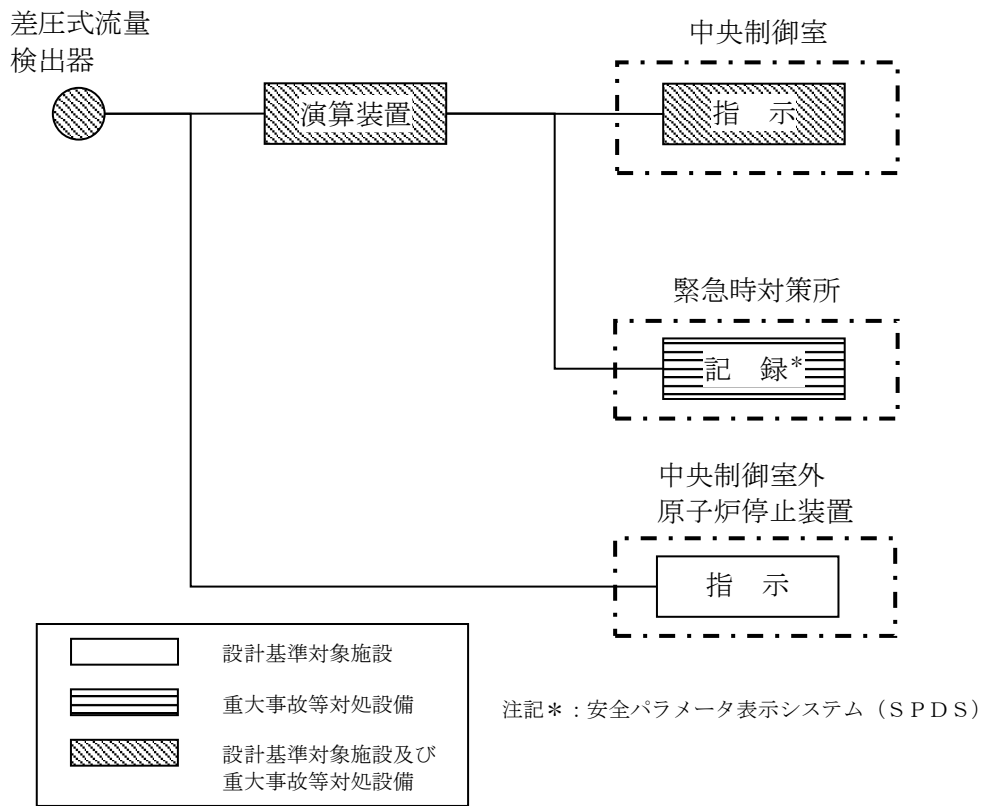 差圧式流量
検出器
中央制御室
演算装置
指　示
緊急時対策所
記　録*
中央制御室外
原子炉停止装置
指　示
設計基準対象施設
重大事故等対処設備
設計基準対象施設及び
重大事故等対処設備
注記＊：安全パラメータ表示システム（ＳＰＤＳ）